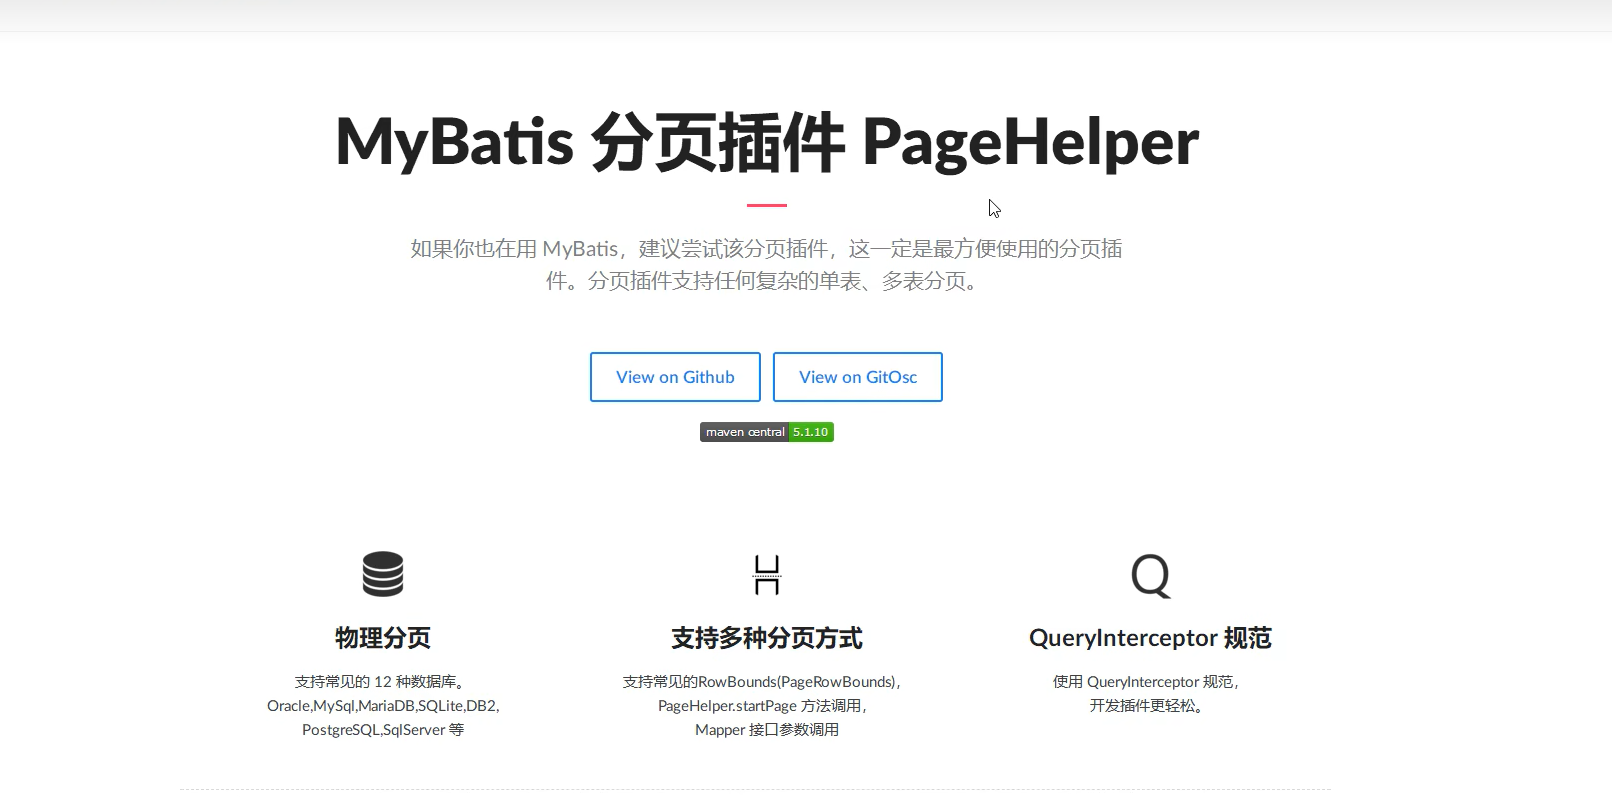 MyBatis 分页插件 PageHelper
如果你也在用 MyBatis，建议尝试该分页插件，这一定是最方便使用的分页插
件。分页插件支持任何复杂的单表、多表分页。
View on Github
View on GitOsc
maven central 5.1.10
物理分页
支持常见的 12 种数据库。
Oracle,MySql,MariaDB,SQLite,DB2,
PostgreSQL,SqlServer 等
支持多种分页方式
支持常见的RowBounds(PageRowBounds)，
PageHelper.startPage 方法调用，
Mapper 接口参数调用
QueryInterceptor 规范
使用 QueryInterceptor 规范，
开发插件更轻松。